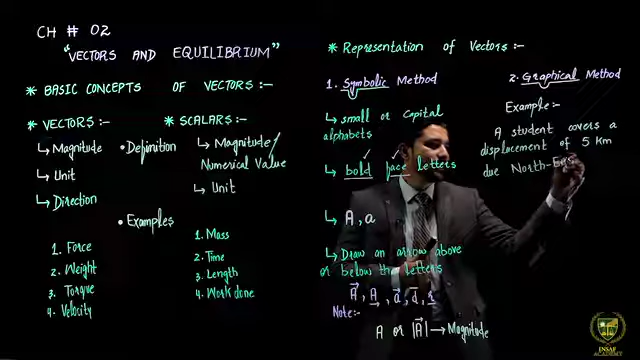 CH # 02
"VECTORS AND EQUILIBRIUM"
* BASIC CONCEPTS OF VECTORS :-
* VECTORS :-
↳ Magnitude
↳ Unit
↳ Direction
• Definition
• Examples
1. Force
2. Weight
3. Torque
4. Velocity
* SCALARS :-
↳ Magnitude/
Numerical Value
↳ Unit
1. Mass
2. Time
3. Length
4. Work done
* Representation of Vectors :-
1. Symbolic Method
↳ small or capital
alphabets
↳ bold face letters
↳ A, a
↳ Draw an arrow above
or below the letters
A⃗, A, a⃗, d, r
Note :-
A or |A⃗| → Magnitude
2. Graphical Method
Example :-
A student covers a
displacement of 5 Km
due North-Eas
ENSAF
ACADEMY